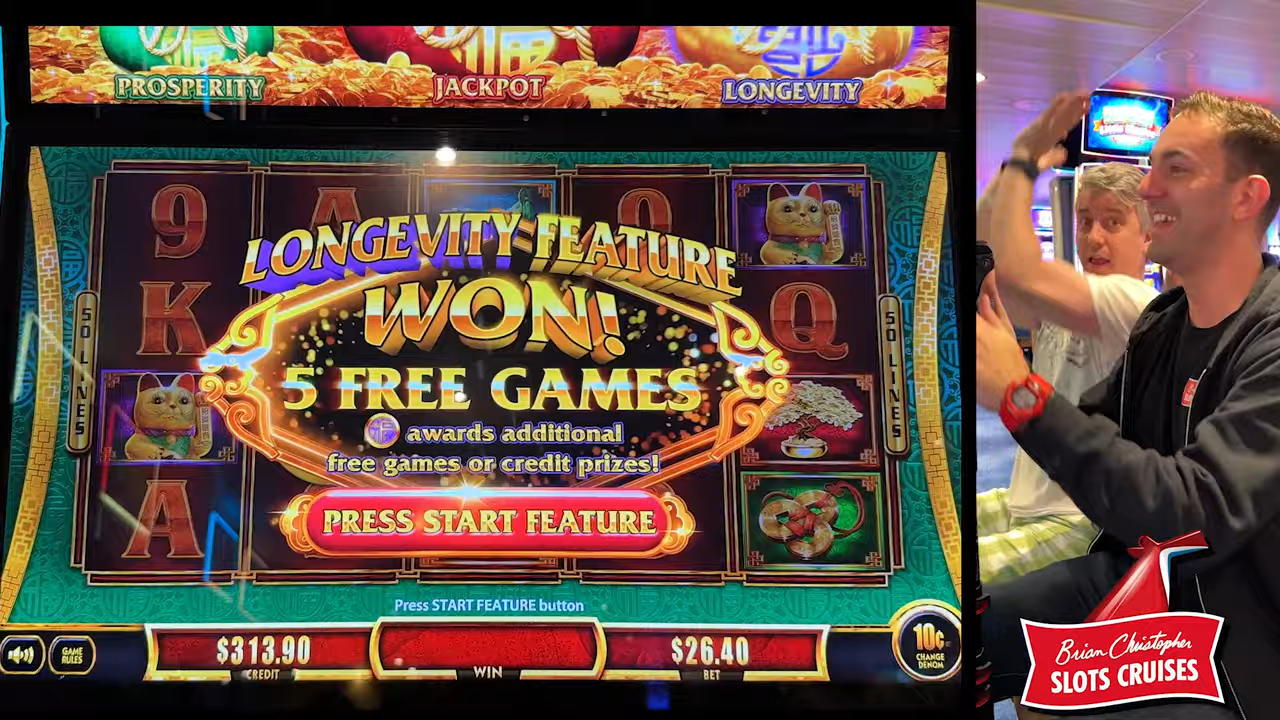 PROSPERITY
JACKPOT
LONGEVITY
9
A
Q
LONGEVITY FEATURE
WON!
K
Q
50 LINES
50 LINES
5 FREE GAMES
awards additional
free games or credit prizes!
A
PRESS START FEATURE
Press START FEATURE button
GAME
RULES
$313.90
CREDIT
WIN
$26.40
BET
10¢
CHANGE
DENOM
Brian Christopher
SLOTS CRUISES